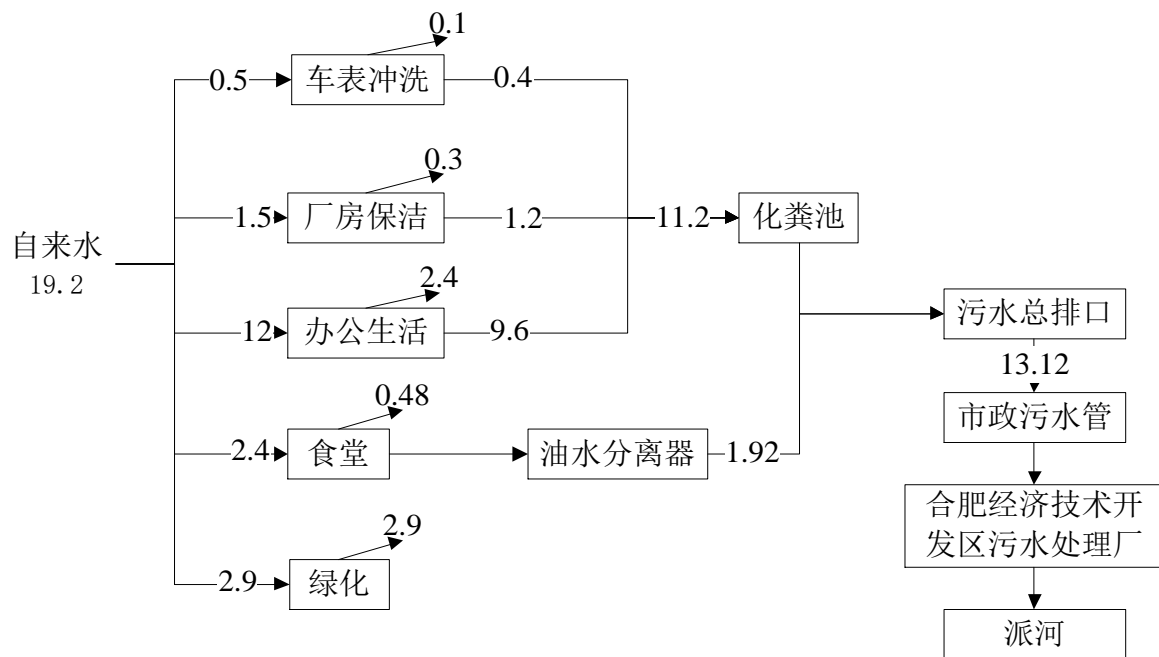 0.1
0.5
车表冲洗
0.4
0.3
1.5
厂房保洁
1.2
11.2
化粪池
自来水
19.2
2.4
12
办公生活
9.6
污水总排口
13.12
0.48
市政污水管
2.4
食堂
油水分离器
1.92
合肥经济技术开
发区污水处理厂
2.9
2.9
绿化
派河